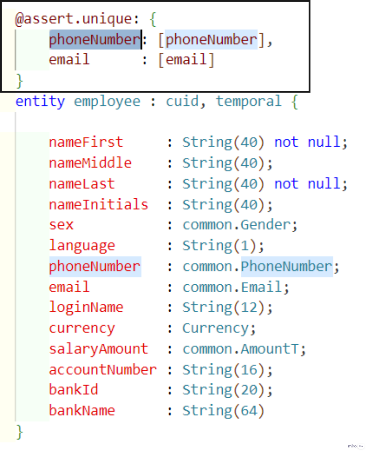 @assert.unique: {
phoneNumber: [phoneNumber],
email : [email]
}
entity employee : cuid, temporal {
nameFirst : String(40) not null;
nameMiddle : String(40);
nameLast : String(40) not null;
nameInitials : String(40);
sex : common.Gender;
language : String(1);
phoneNumber : common.PhoneNumber;
email : common.Email;
loginName : String(12);
currency : Currency;
salaryAmount : common.AmountT;
accountNumber : String(16);
bankId : String(20);
bankName : String(64)
}